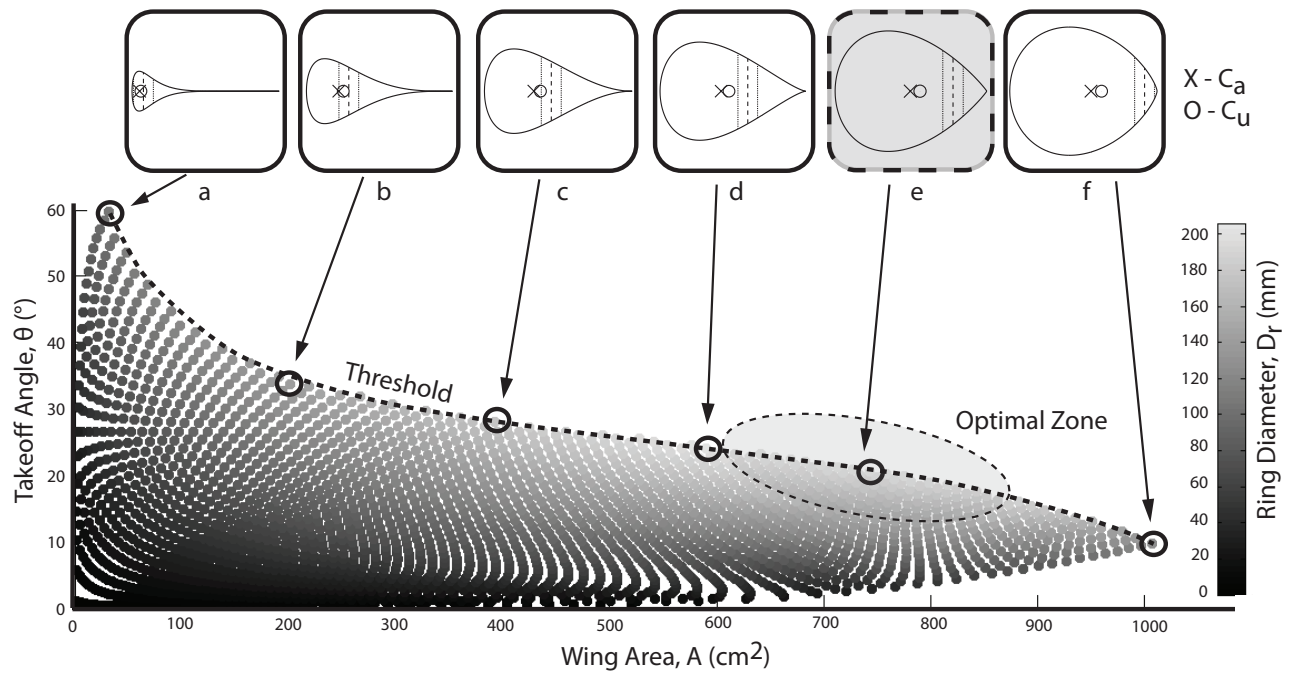 X - Ca
O - Cu
a
b
c
d
e
f
Takeoff Angle, θ (°)
60
50
40
30
20
10
0
Threshold
Optimal Zone
0
100
200
300
400
500
600
700
800
900
1000
Wing Area, A (cm2)
200
180
160
140
120
100
80
60
40
20
0
Ring Diameter, Dr (mm)